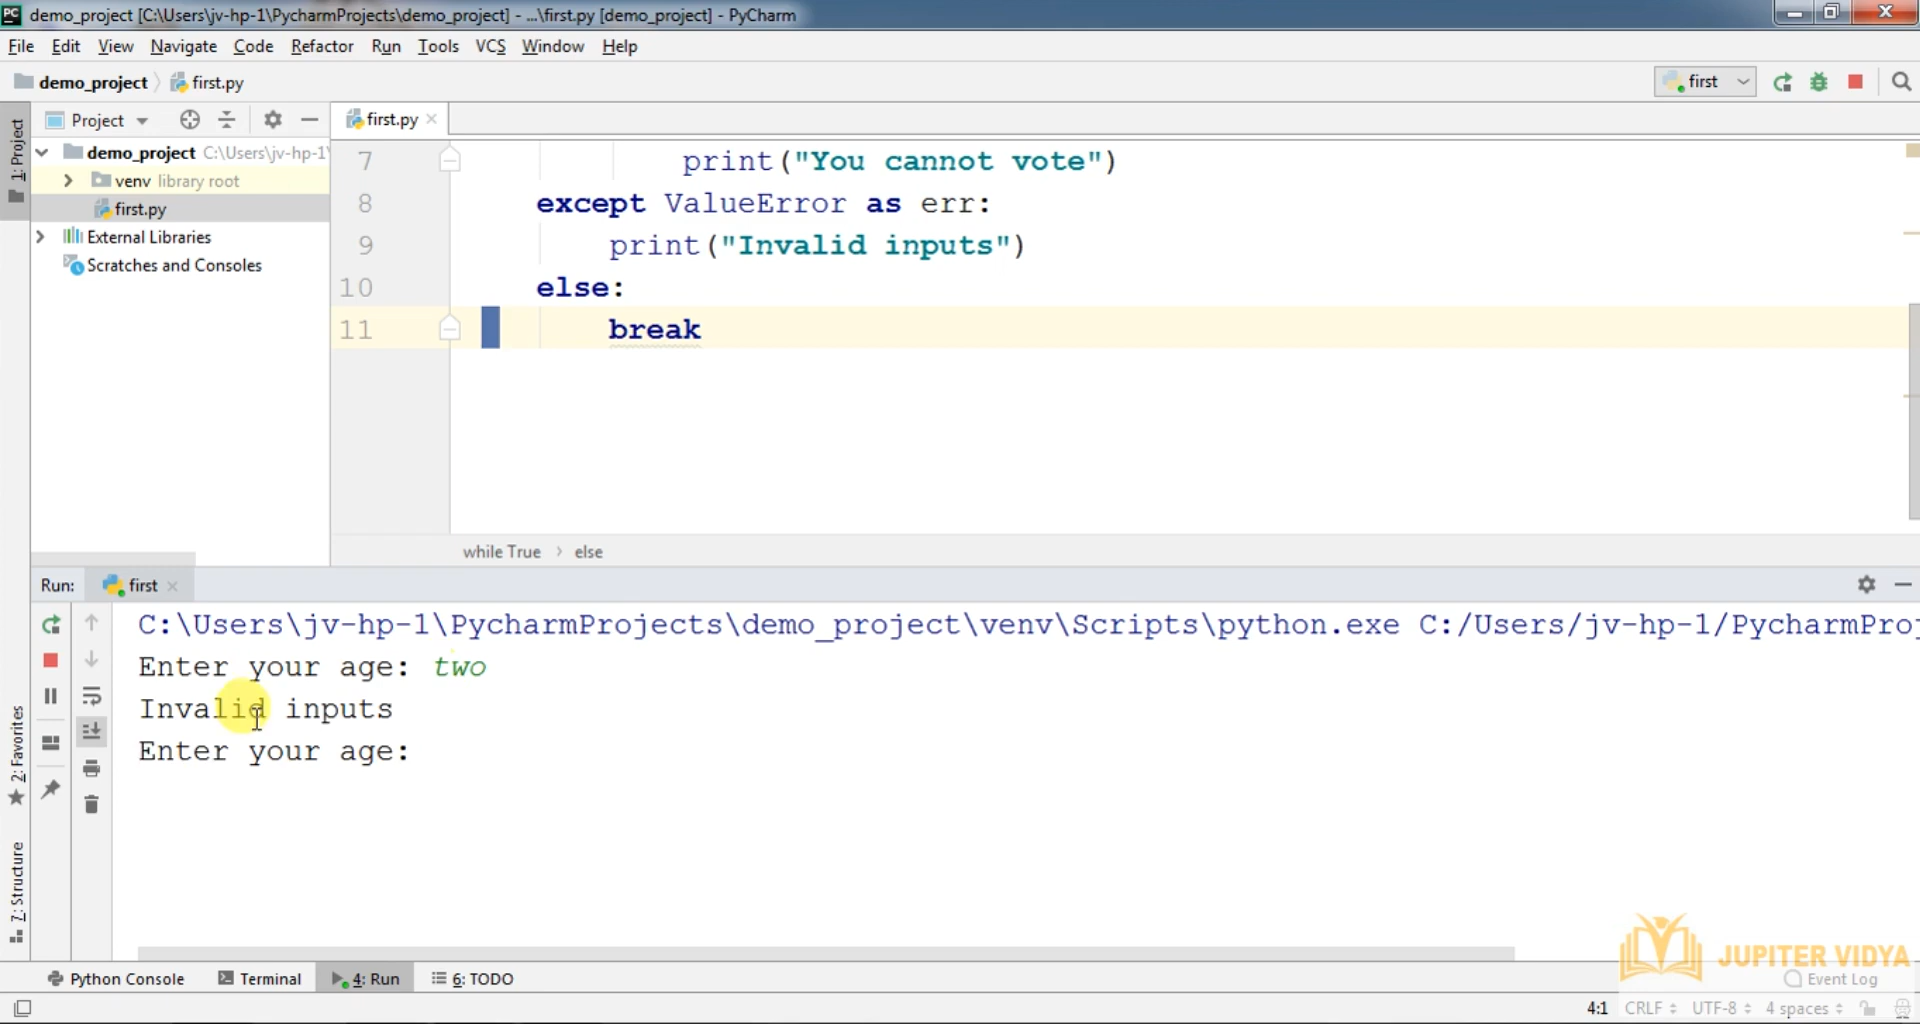 demo_project [C:\Users\jv-hp-1\PycharmProjects\demo_project] - ...\first.py [demo_project] - PyCharm
File Edit View Navigate Code Refactor Run Tools VCS Window Help
demo_project first.py first
1: Project
Project
first.py
demo_project C:\Users\jv-hp-1\
venv library root
first.py
External Libraries
Scratches and Consoles
7 print("You cannot vote")
8 except ValueError as err:
9 print("Invalid inputs")
10 else:
11 break
while True › else
Run: first
C:\Users\jv-hp-1\PycharmProjects\demo_project\venv\Scripts\python.exe C:/Users/jv-hp-1/PycharmProj
Enter your age: two
Invalid inputs
Enter your age:
2: Favorites
7: Structure
JUPITER VIDYA
Python Console Terminal 4: Run 6: TODO Event Log
4:1 CRLF UTF-8 4 spaces